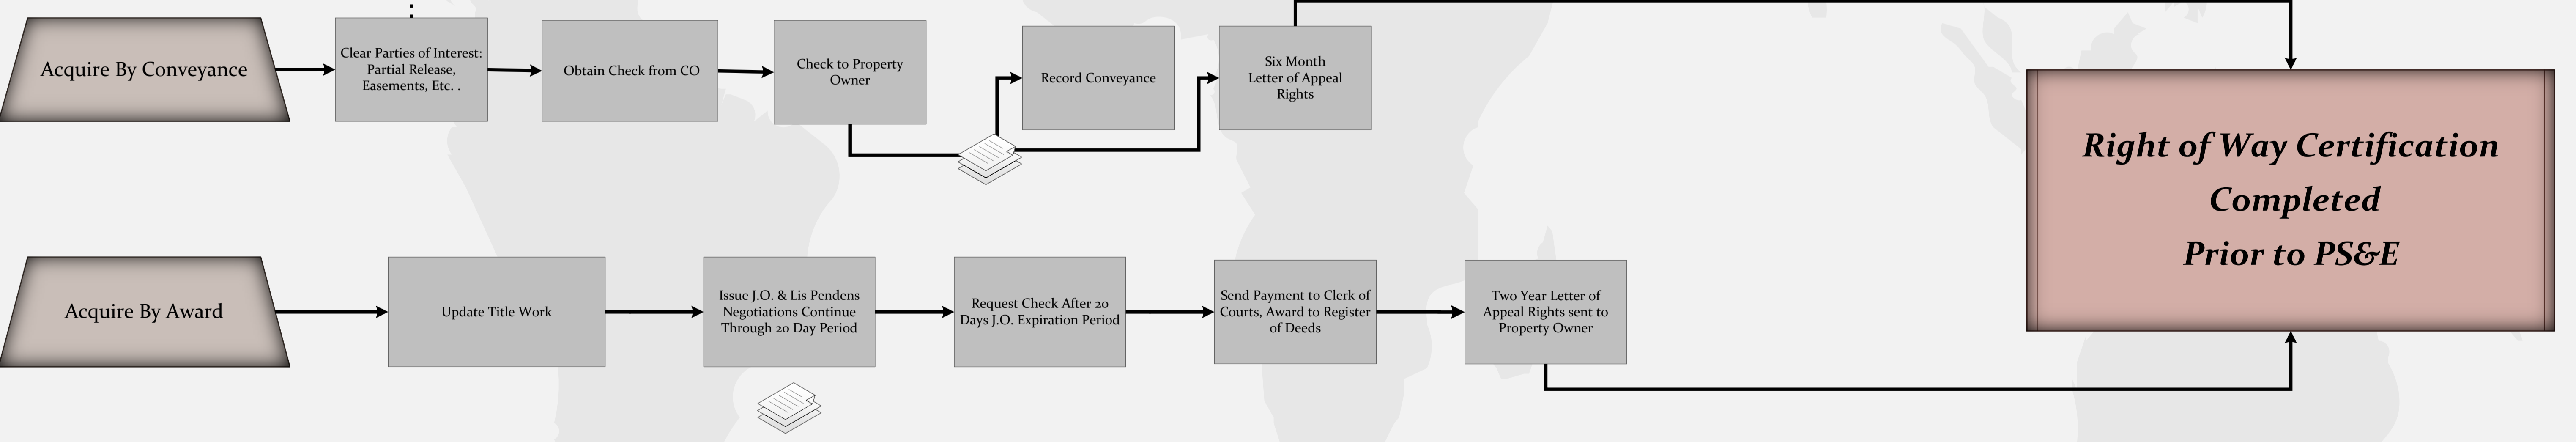 Acquire By Conveyance
Clear Parties of Interest:
Partial Release,
Easements, Etc. .
Obtain Check from CO
Check to Property
Owner
Record Conveyance
Six Month
Letter of Appeal
Rights
Right of Way Certification
Completed
Prior to PS&E
Acquire By Award
Update Title Work
Issue J.O. & Lis Pendens
Negotiations Continue
Through 20 Day Period
Request Check After 20
Days J.O. Expiration Period
Send Payment to Clerk of
Courts, Award to Register
of Deeds
Two Year Letter of
Appeal Rights sent to
Property Owner